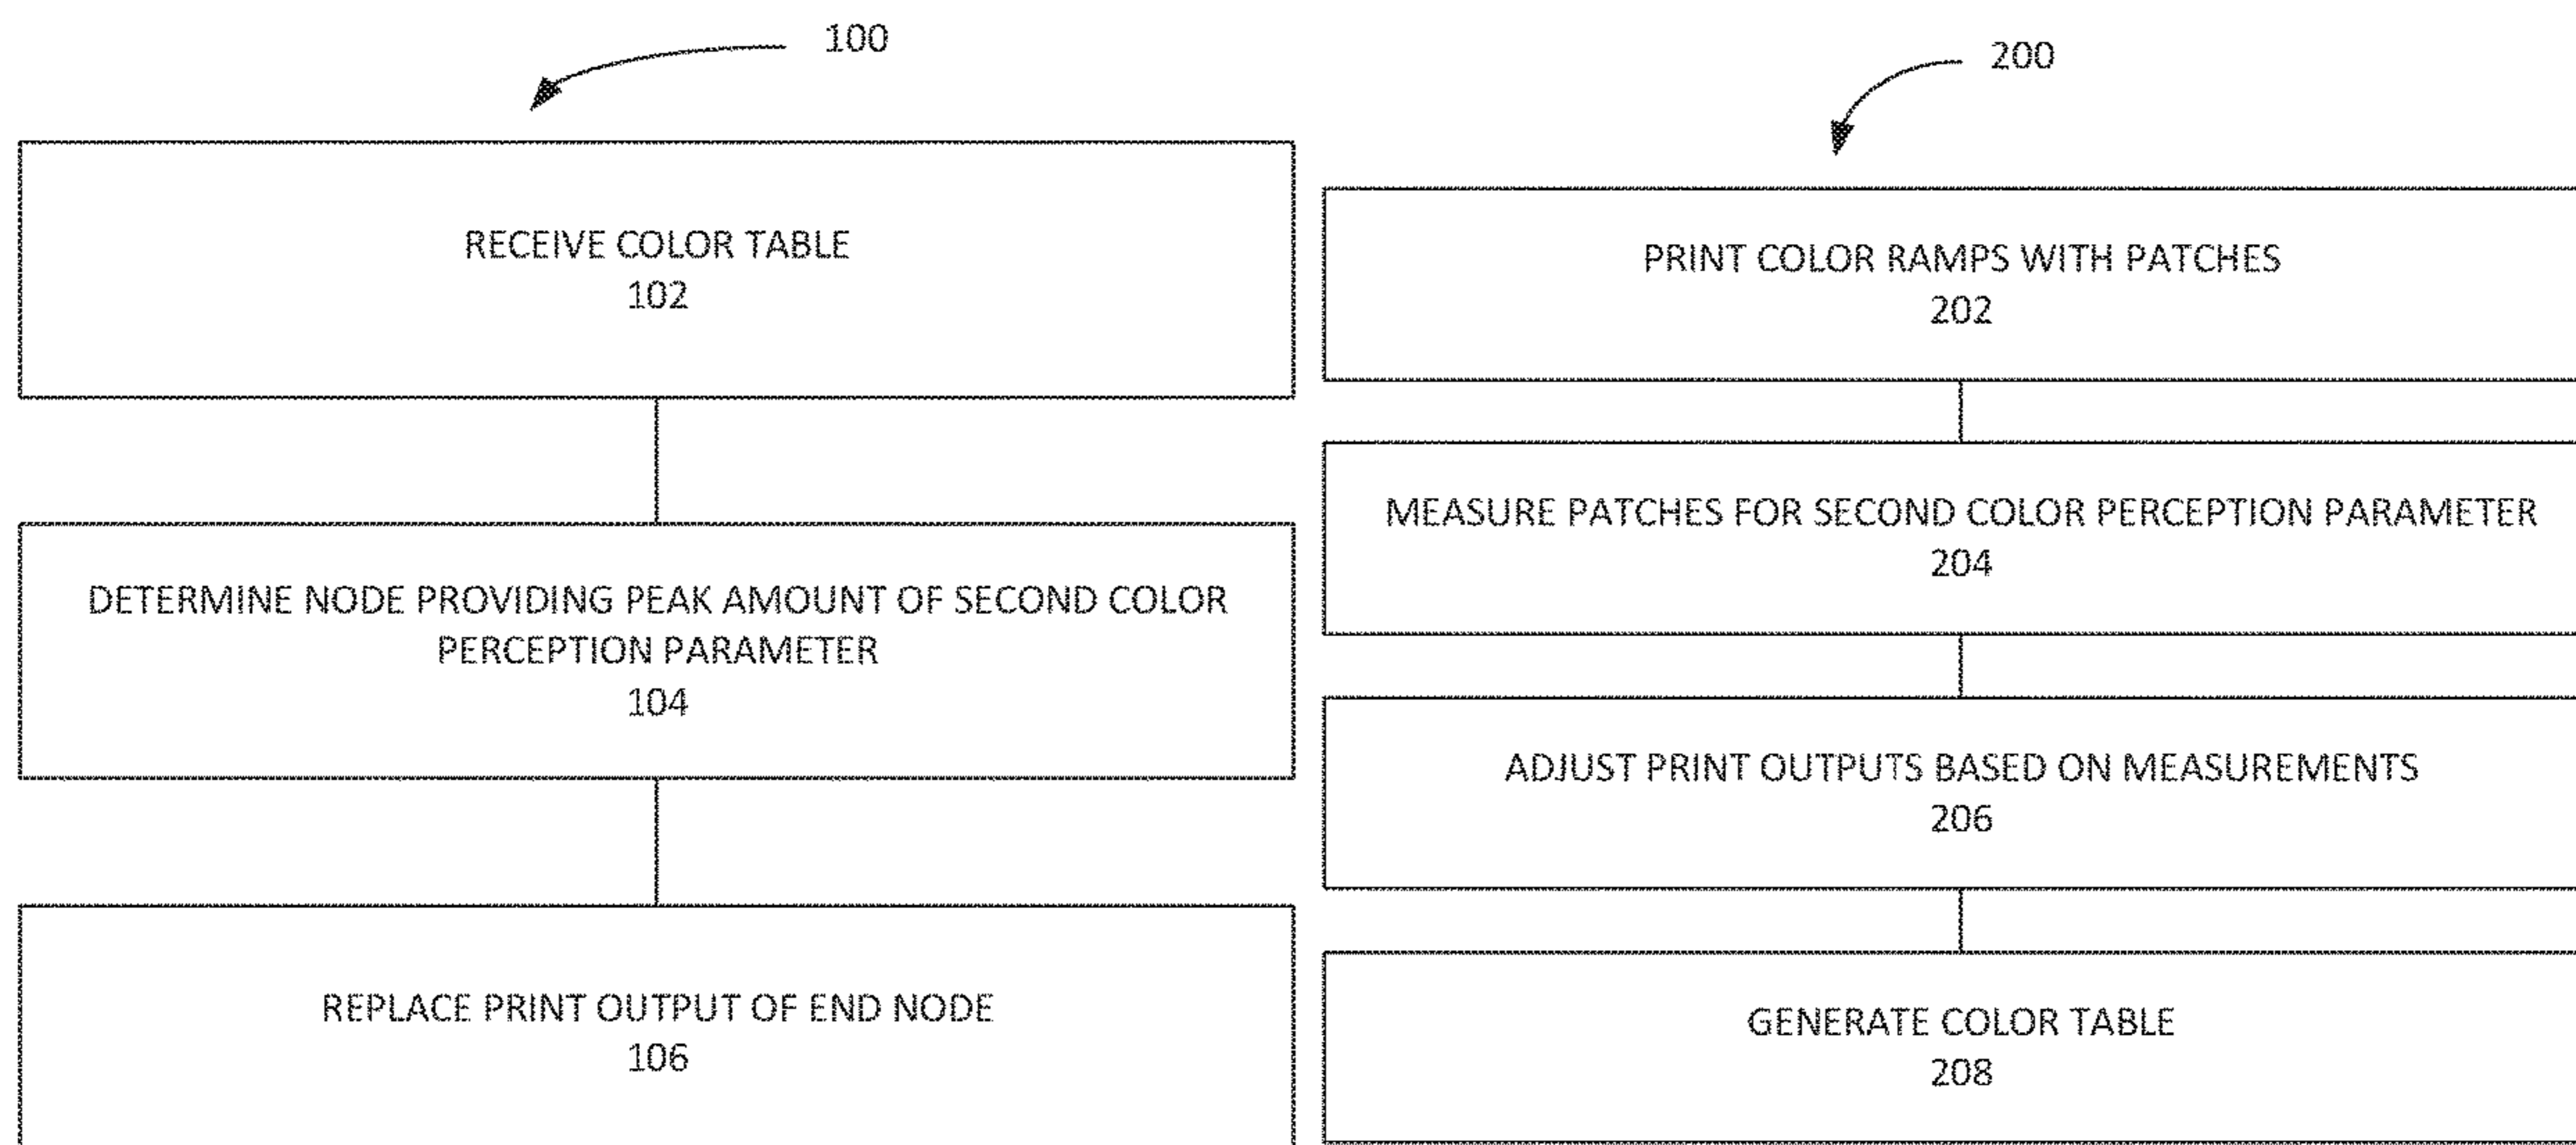 100
RECEIVE COLOR TABLE
102
DETERMINE NODE PROVIDING PEAK AMOUNT OF SECOND COLOR
PERCEPTION PARAMETER
104
REPLACE PRINT OUTPUT OF END NODE
106
200
PRINT COLOR RAMPS WITH PATCHES
202
MEASURE PATCHES FOR SECOND COLOR PERCEPTION PARAMETER
204
ADJUST PRINT OUTPUTS BASED ON MEASUREMENTS
206
GENERATE COLOR TABLE
208